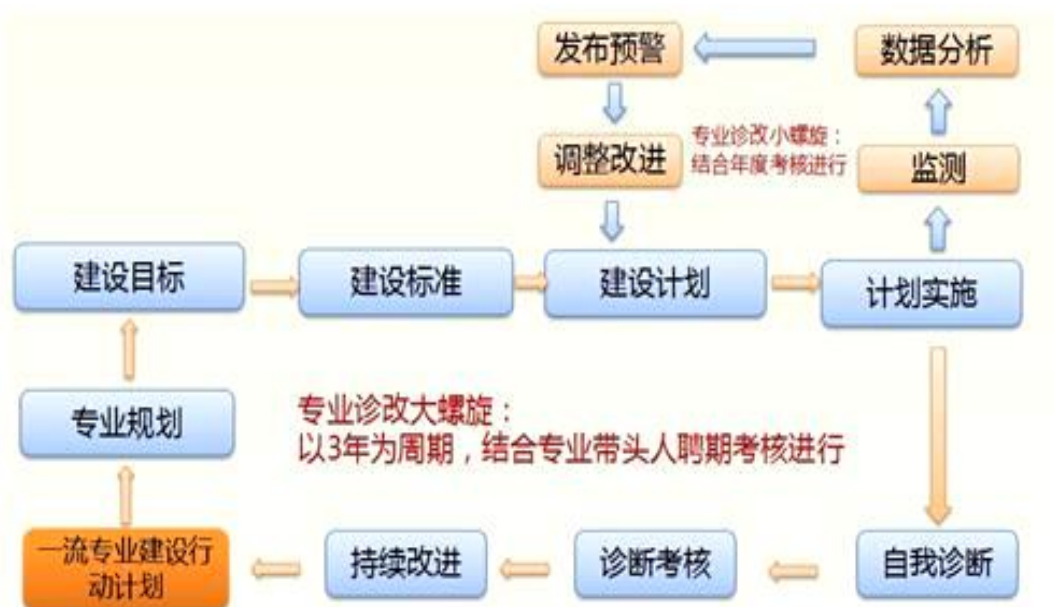 发布预警
数据分析
调整改进
专业诊改小螺旋：
结合年度考核进行
监测
建设目标
建设标准
建设计划
计划实施
专业规划
专业诊改大螺旋：
以3年为周期，结合专业带头人聘期考核进行
一流专业建设行
动计划
持续改进
诊断考核
自我诊断